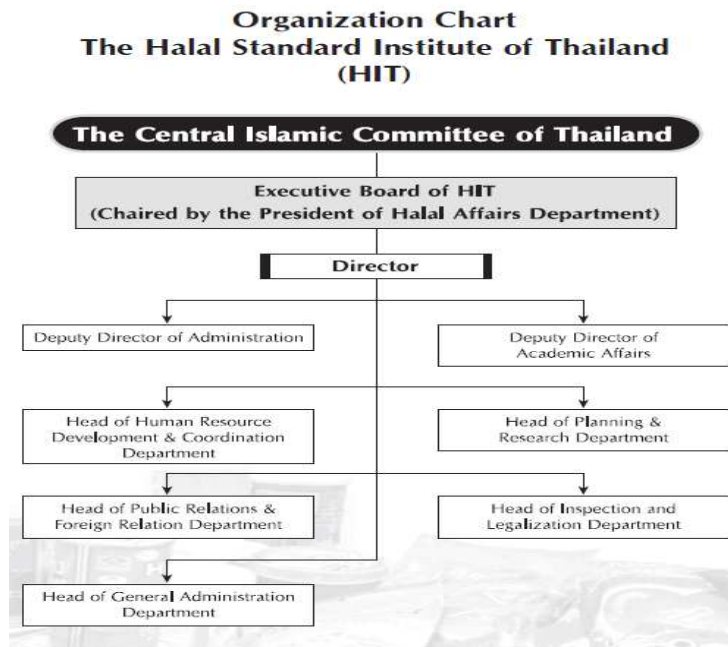 Organization Chart
The Halal Standard Institute of Thailand
(HIT)
The Central Islamic Committee of Thailand
Executive Board of HIT
(Chaired by the President of Halal Affairs Department)
Director
Deputy Director of Administration
Deputy Director of
Academic Affairs
Head of Human Resource
Development & Coordination
Department
Head of Planning &
Research Department
Head of Public Relations &
Foreign Relation Department
Head of Inspection and
Legalization Department
Head of General Administration
Department